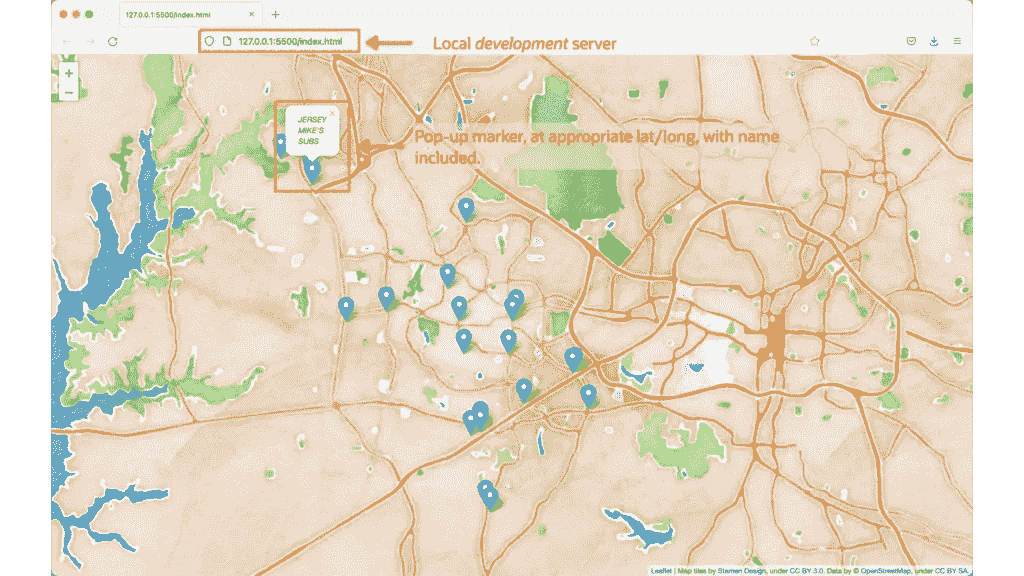 127.0.0.1:5500/index.html
127.0.0.1:5500/index.html
Local development server
+
−
JERSEY
MIKE'S
SUBS
Pop-up marker, at appropriate lat/long, with name
included.
Leaflet | Map tiles by Stamen Design, under CC BY 3.0. Data by © OpenStreetMap, under CC BY SA.